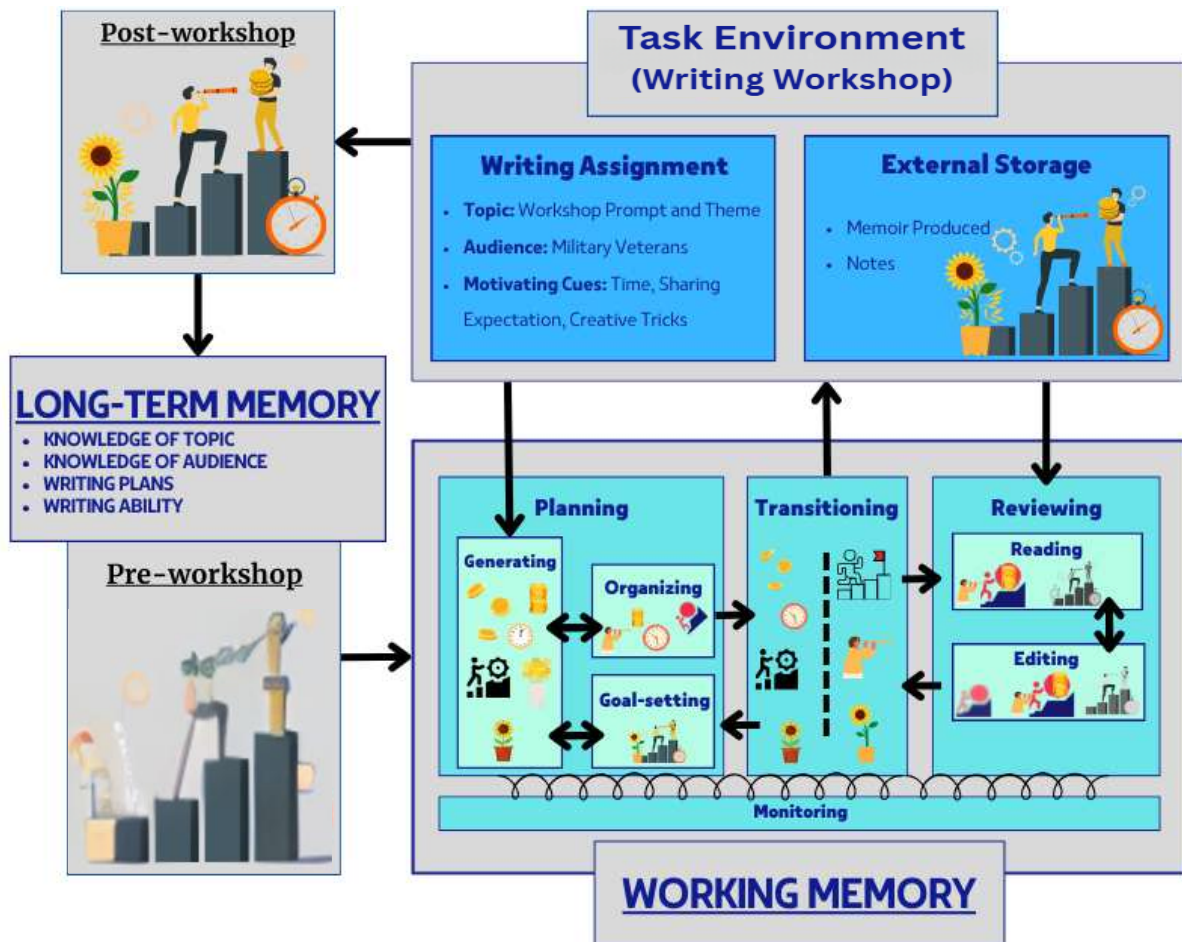 Post-workshop
Task Environment
(Writing Workshop)
Writing Assignment
• Topic: Workshop Prompt and Theme
• Audience: Military Veterans
• Motivating Cues: Time, Sharing
Expectation, Creative Tricks
External Storage
• Memoir Produced
• Notes
LONG-TERM MEMORY
• KNOWLEDGE OF TOPIC
• KNOWLEDGE OF AUDIENCE
• WRITING PLANS
• WRITING ABILITY
Pre-workshop
Planning
Generating
Organizing
Goal-setting
Transitioning
Reviewing
Reading
Editing
Monitoring
WORKING MEMORY